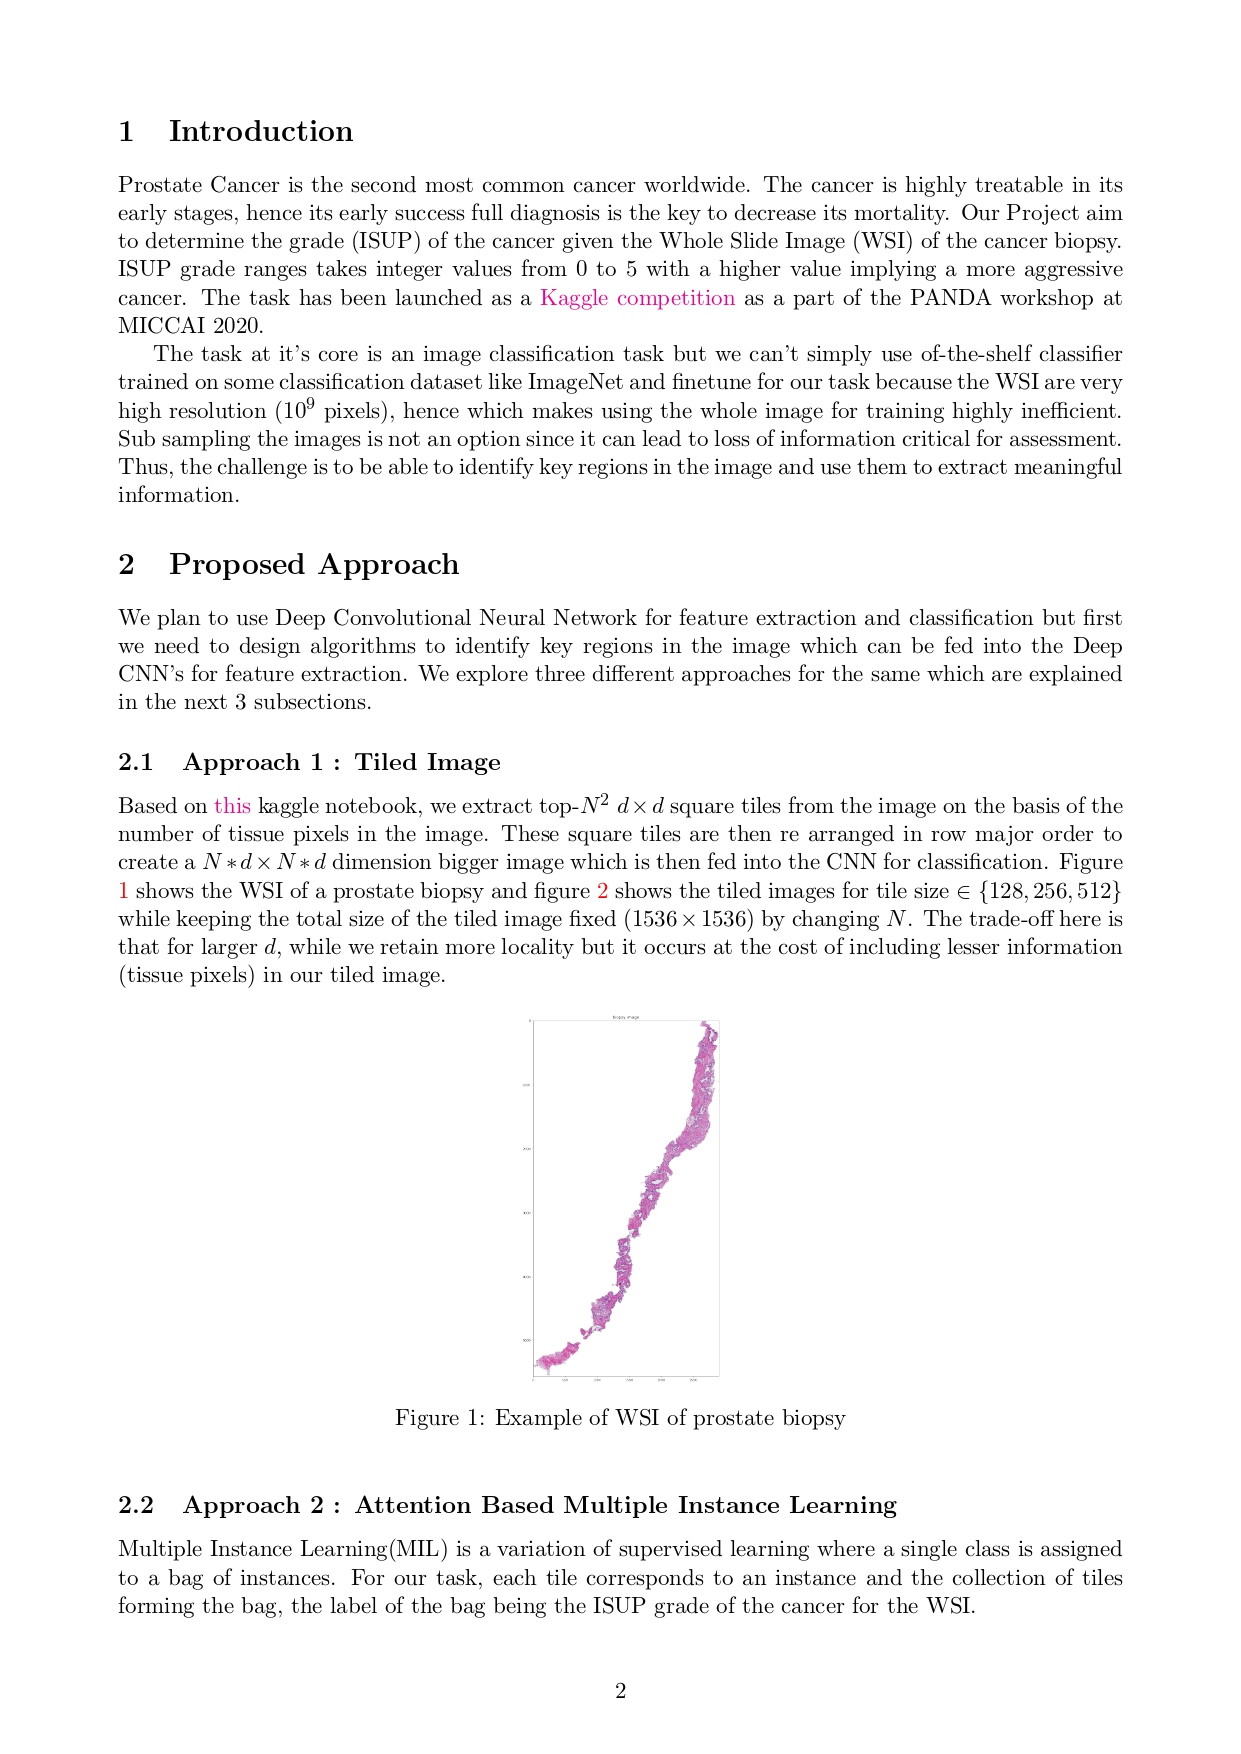 1 Introduction
Prostate Cancer is the second most common cancer worldwide. The cancer is highly treatable in its
early stages, hence its early success full diagnosis is the key to decrease its mortality. Our Project aim
to determine the grade (ISUP) of the cancer given the Whole Slide Image (WSI) of the cancer biopsy.
ISUP grade ranges takes integer values from 0 to 5 with a higher value implying a more aggressive
cancer. The task has been launched as a Kaggle competition as a part of the PANDA workshop at
MICCAI 2020.
The task at it's core is an image classification task but we can't simply use of-the-shelf classifier
trained on some classification dataset like ImageNet and finetune for our task because the WSI are very
high resolution (10⁹ pixels), hence which makes using the whole image for training highly inefficient.
Sub sampling the images is not an option since it can lead to loss of information critical for assessment.
Thus, the challenge is to be able to identify key regions in the image and use them to extract meaningful
information.
2 Proposed Approach
We plan to use Deep Convolutional Neural Network for feature extraction and classification but first
we need to design algorithms to identify key regions in the image which can be fed into the Deep
CNN's for feature extraction. We explore three different approaches for the same which are explained
in the next 3 subsections.
2.1 Approach 1 : Tiled Image
Based on this kaggle notebook, we extract top-N² d × d square tiles from the image on the basis of the
number of tissue pixels in the image. These square tiles are then re arranged in row major order to
create a N ∗ d × N ∗ d dimension bigger image which is then fed into the CNN for classification. Figure
1 shows the WSI of a prostate biopsy and figure 2 shows the tiled images for tile size ∈ {128, 256, 512}
while keeping the total size of the tiled image fixed (1536 × 1536) by changing N. The trade-off here is
that for larger d, while we retain more locality but it occurs at the cost of including lesser information
(tissue pixels) in our tiled image.
Biopsy Image
Figure 1: Example of WSI of prostate biopsy
2.2 Approach 2 : Attention Based Multiple Instance Learning
Multiple Instance Learning(MIL) is a variation of supervised learning where a single class is assigned
to a bag of instances. For our task, each tile corresponds to an instance and the collection of tiles
forming the bag, the label of the bag being the ISUP grade of the cancer for the WSI.
2